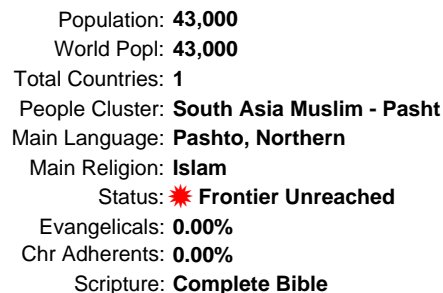 Population: 43,000
World Popl: 43,000
Total Countries: 1
People Cluster: South Asia Muslim - Pasht
Main Language: Pashto, Northern
Main Religion: Islam
Status: Frontier Unreached
Evangelicals: 0.00%
Chr Adherents: 0.00%
Scripture: Complete Bible